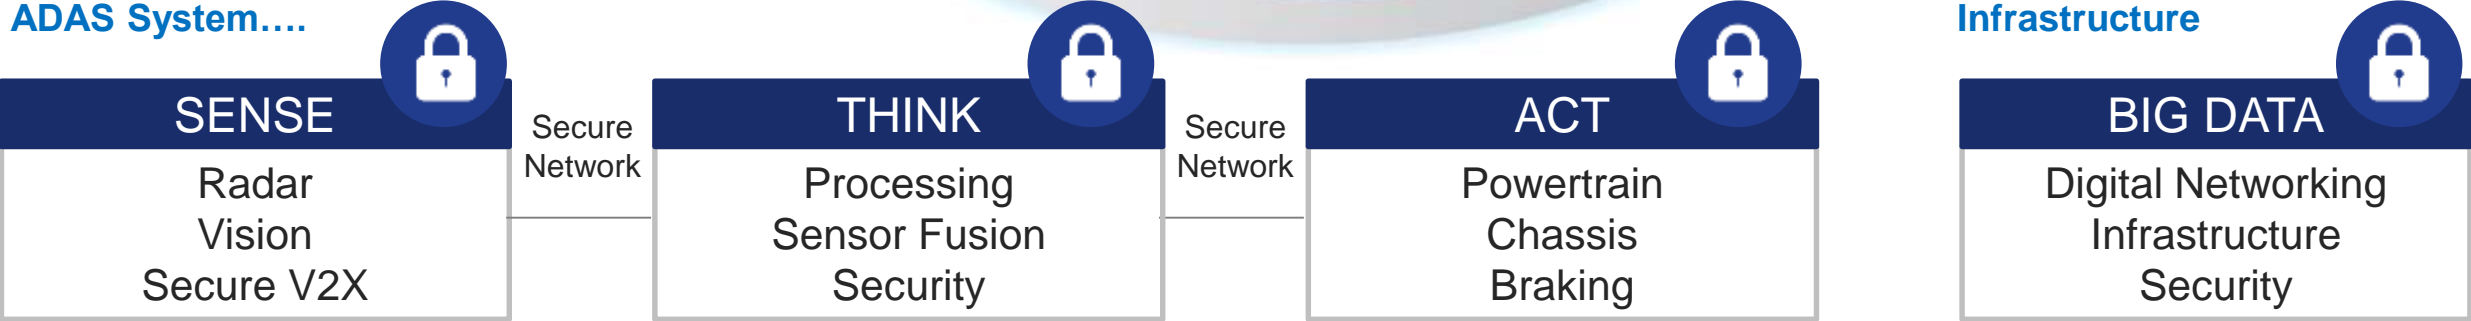 ADAS System….
Infrastructure
SENSE
Radar
Vision
Secure V2X
Secure
Network
THINK
Processing
Sensor Fusion
Security
Secure
Network
ACT
Powertrain
Chassis
Braking
BIG DATA
Digital Networking
Infrastructure
Security